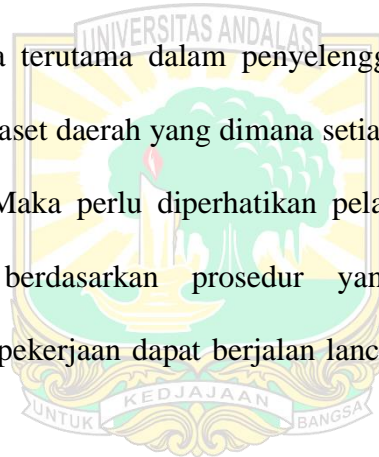 UNIVERSITAS ANDALAS
a terutama dalam penyelengg
aset daerah yang dimana setia
Maka perlu diperhatikan pela
berdasarkan prosedur yan
pekerjaan dapat berjalan lanc
UNTUK KEDJAJAAN BANGSA